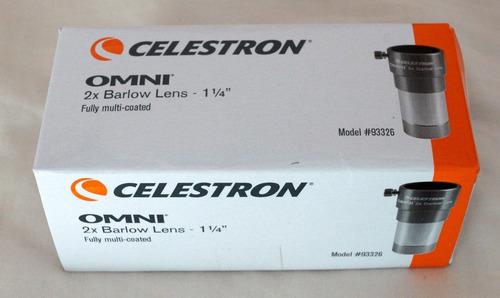 CELESTRON®
OMNI®
2x Barlow Lens - 1¼"
Fully multi-coated
Model #93326
CELESTRON®
OMNI®
2x Barlow Lens - 1¼"
Fully multi-coated
Model #93326